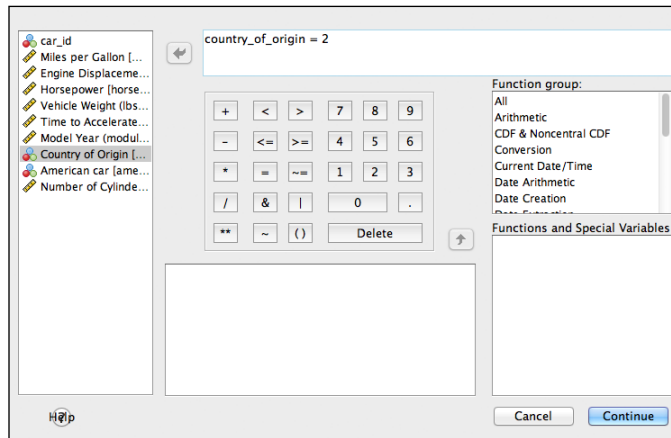 car_id
Miles per Gallon [...
Engine Displaceme...
Horsepower [horse...
Vehicle Weight (lbs...
Time to Accelerate...
Model Year (modul...
Country of Origin [...
American car [ame...
Number of Cylinde...
country_of_origin = 2
+ < > 7 8 9
- <= >= 4 5 6
* = ~= 1 2 3
/ & | 0 .
** ~ () Delete
Function group:
All
Arithmetic
CDF & Noncentral CDF
Conversion
Current Date/Time
Date Arithmetic
Date Creation
Date Extraction
Functions and Special Variables
Help
?
Cancel
Continue